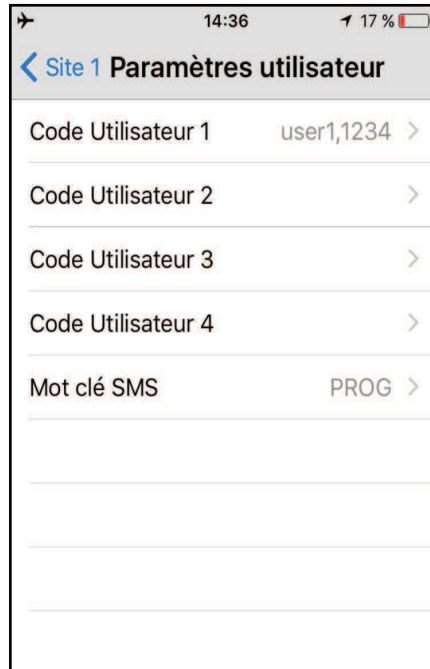 14:36 17 %
Site 1 Paramètres utilisateur
Code Utilisateur 1 user1,1234
Code Utilisateur 2
Code Utilisateur 3
Code Utilisateur 4
Mot clé SMS PROG